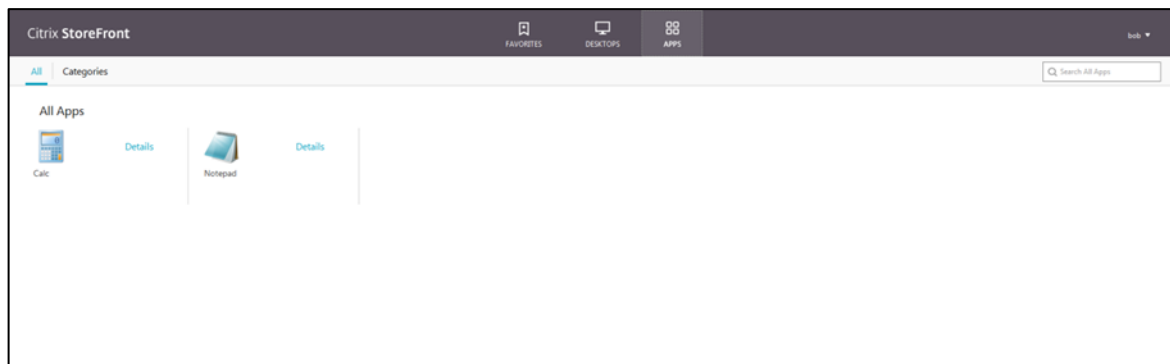 Citrix StoreFront
FAVORITES
DESKTOPS
APPS
bob
All
Categories
Search All Apps
All Apps
Details
Details
Calc
Notepad